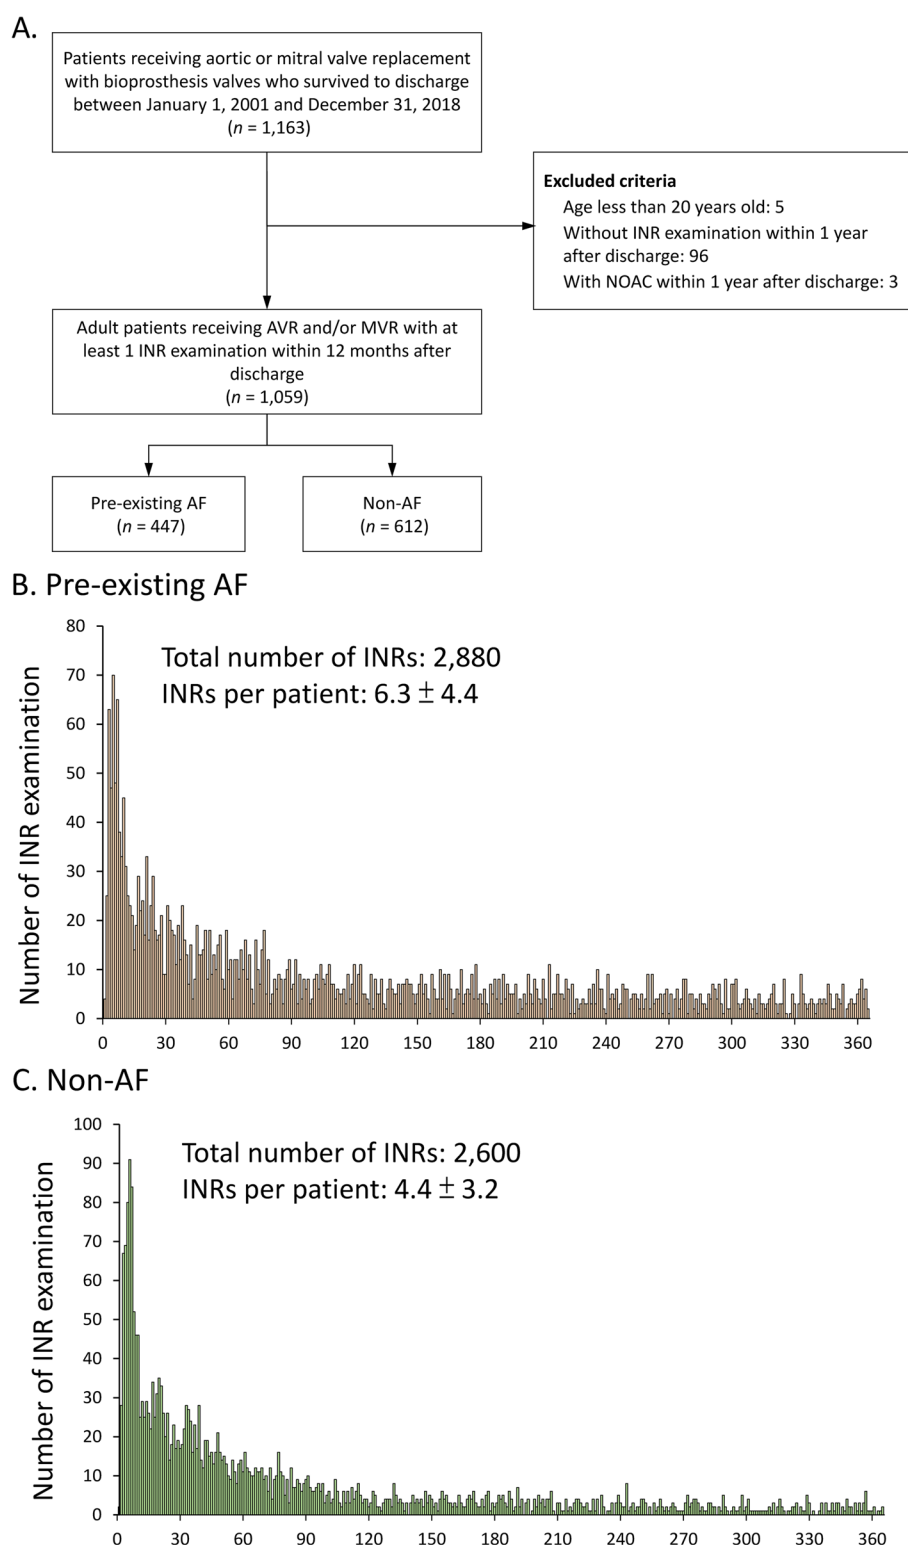 A.
Patients receiving aortic or mitral valve replacement
with bioprosthesis valves who survived to discharge
between January 1, 2001 and December 31, 2018
(n = 1,163)
Excluded criteria
Age less than 20 years old: 5
Without INR examination within 1 year
after discharge: 96
With NOAC within 1 year after discharge: 3
Adult patients receiving AVR and/or MVR with at
least 1 INR examination within 12 months after
discharge
(n = 1,059)
Pre-existing AF
(n = 447)
Non-AF
(n = 612)
B. Pre-existing AF
Total number of INRs: 2,880
INRs per patient: 6.3 ± 4.4
Number of INR examination
80
70
60
50
40
30
20
10
0
0 30 60 90 120 150 180 210 240 270 300 330 360
C. Non-AF
Total number of INRs: 2,600
INRs per patient: 4.4 ± 3.2
Number of INR examination
100
90
80
70
60
50
40
30
20
10
0
0 30 60 90 120 150 180 210 240 270 300 330 360